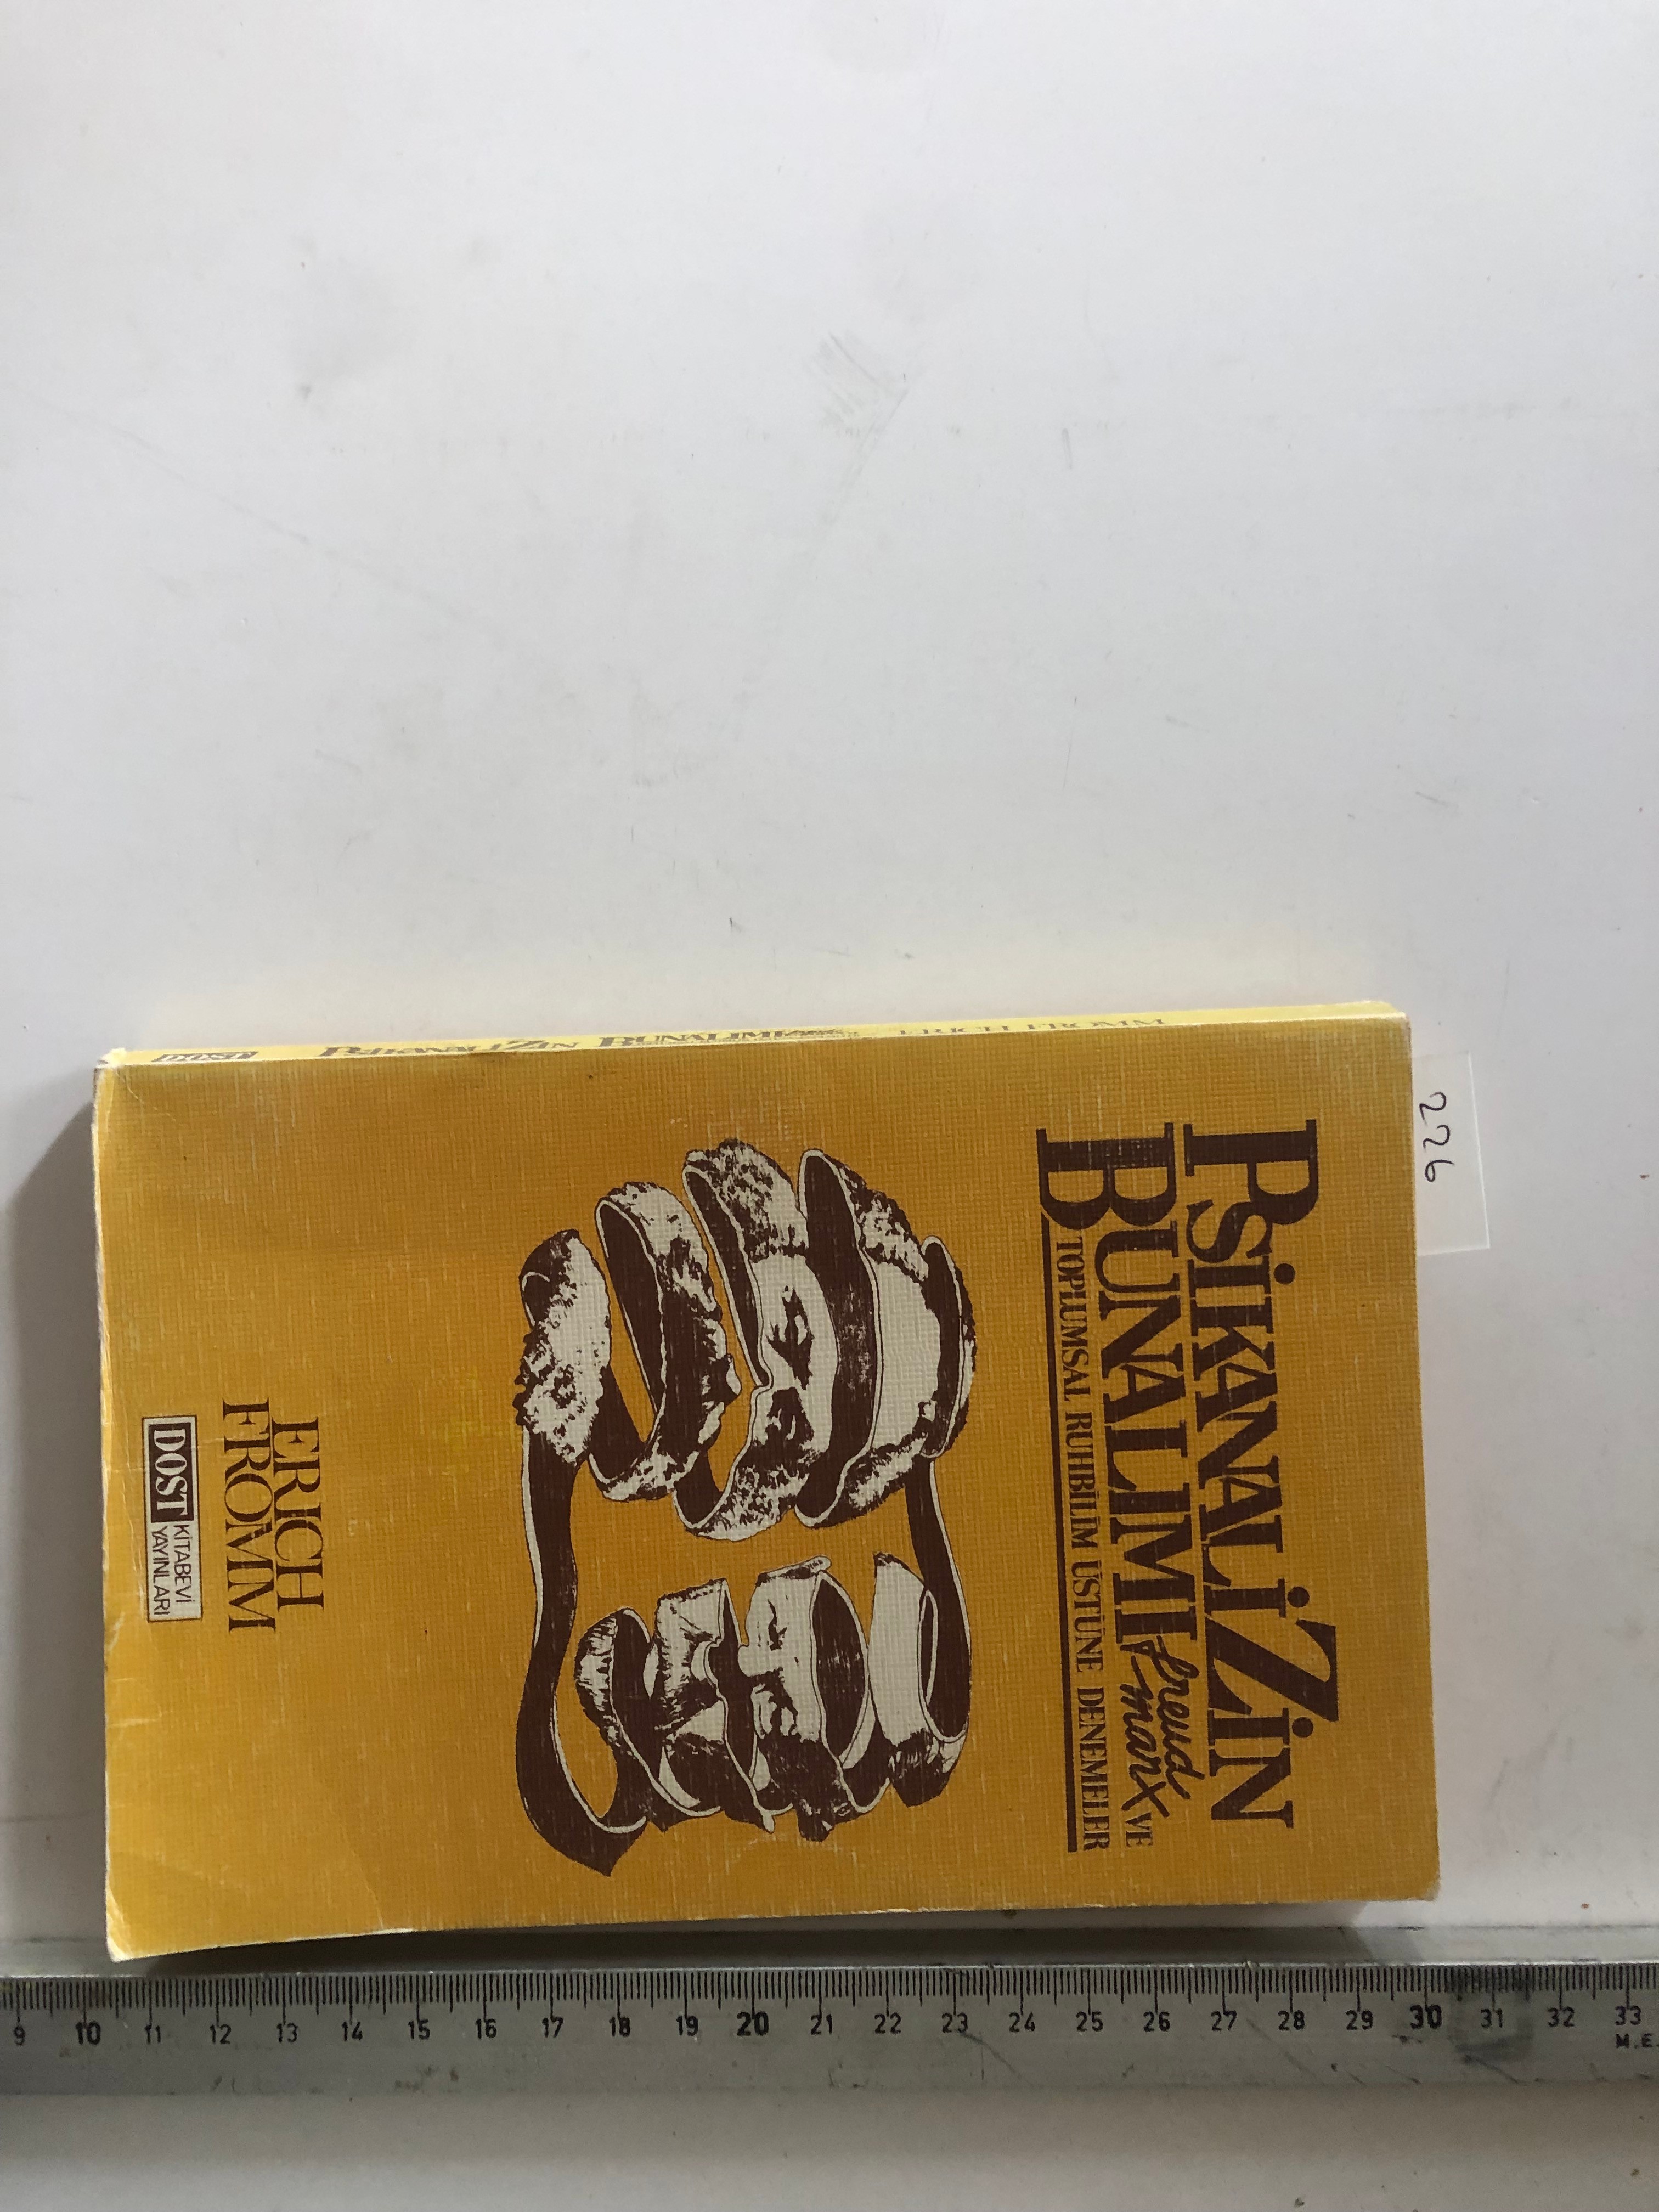 226
PSİKANALİZİN
BUNALIMI freud
marx VE
TOPLUMSAL RUHBİLİM ÜSTÜNE DENEMELER
ERICH
FROMM
DOST KİTABEVİ
YAYINLARI
DOST PSİKANALİZİN BUNALIMI ERICH FROMM
9 10 11 12 13 14 15 16 17 18 19 20 21 22 23 24 25 26 27 28 29 30 31 32 33
M.E.